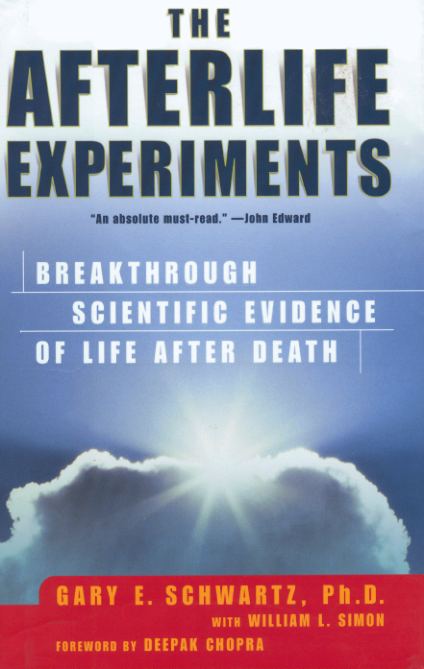 THE
AFTERLIFE
EXPERIMENTS
"An absolute must-read." —John Edward
BREAKTHROUGH
SCIENTIFIC EVIDENCE
OF LIFE AFTER DEATH
GARY E. SCHWARTZ, Ph.D.
WITH WILLIAM L. SIMON
FOREWORD BY DEEPAK CHOPRA